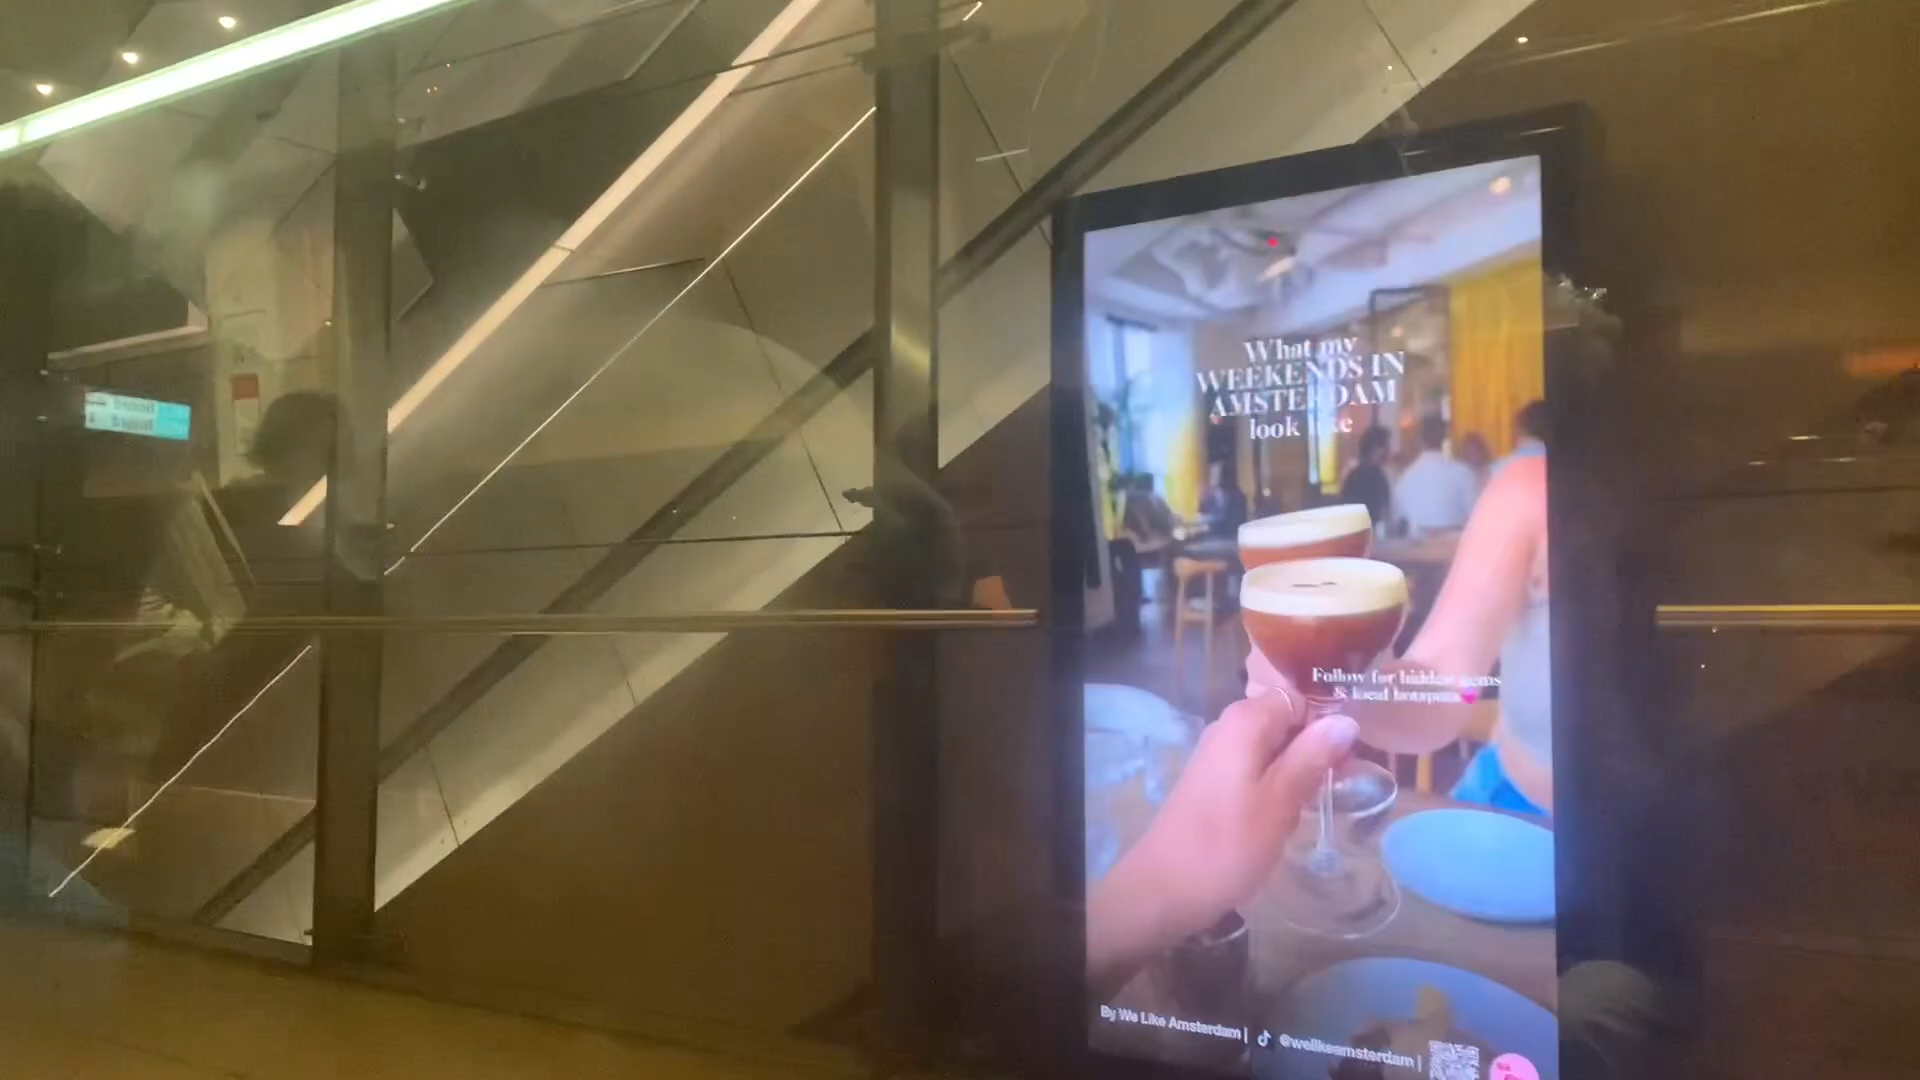 What my
WEEKENDS IN
AMSTERDAM
look like
Follow for hidden gems
& local hotspots
By We Like Amsterdam | @welikeamsterdam |